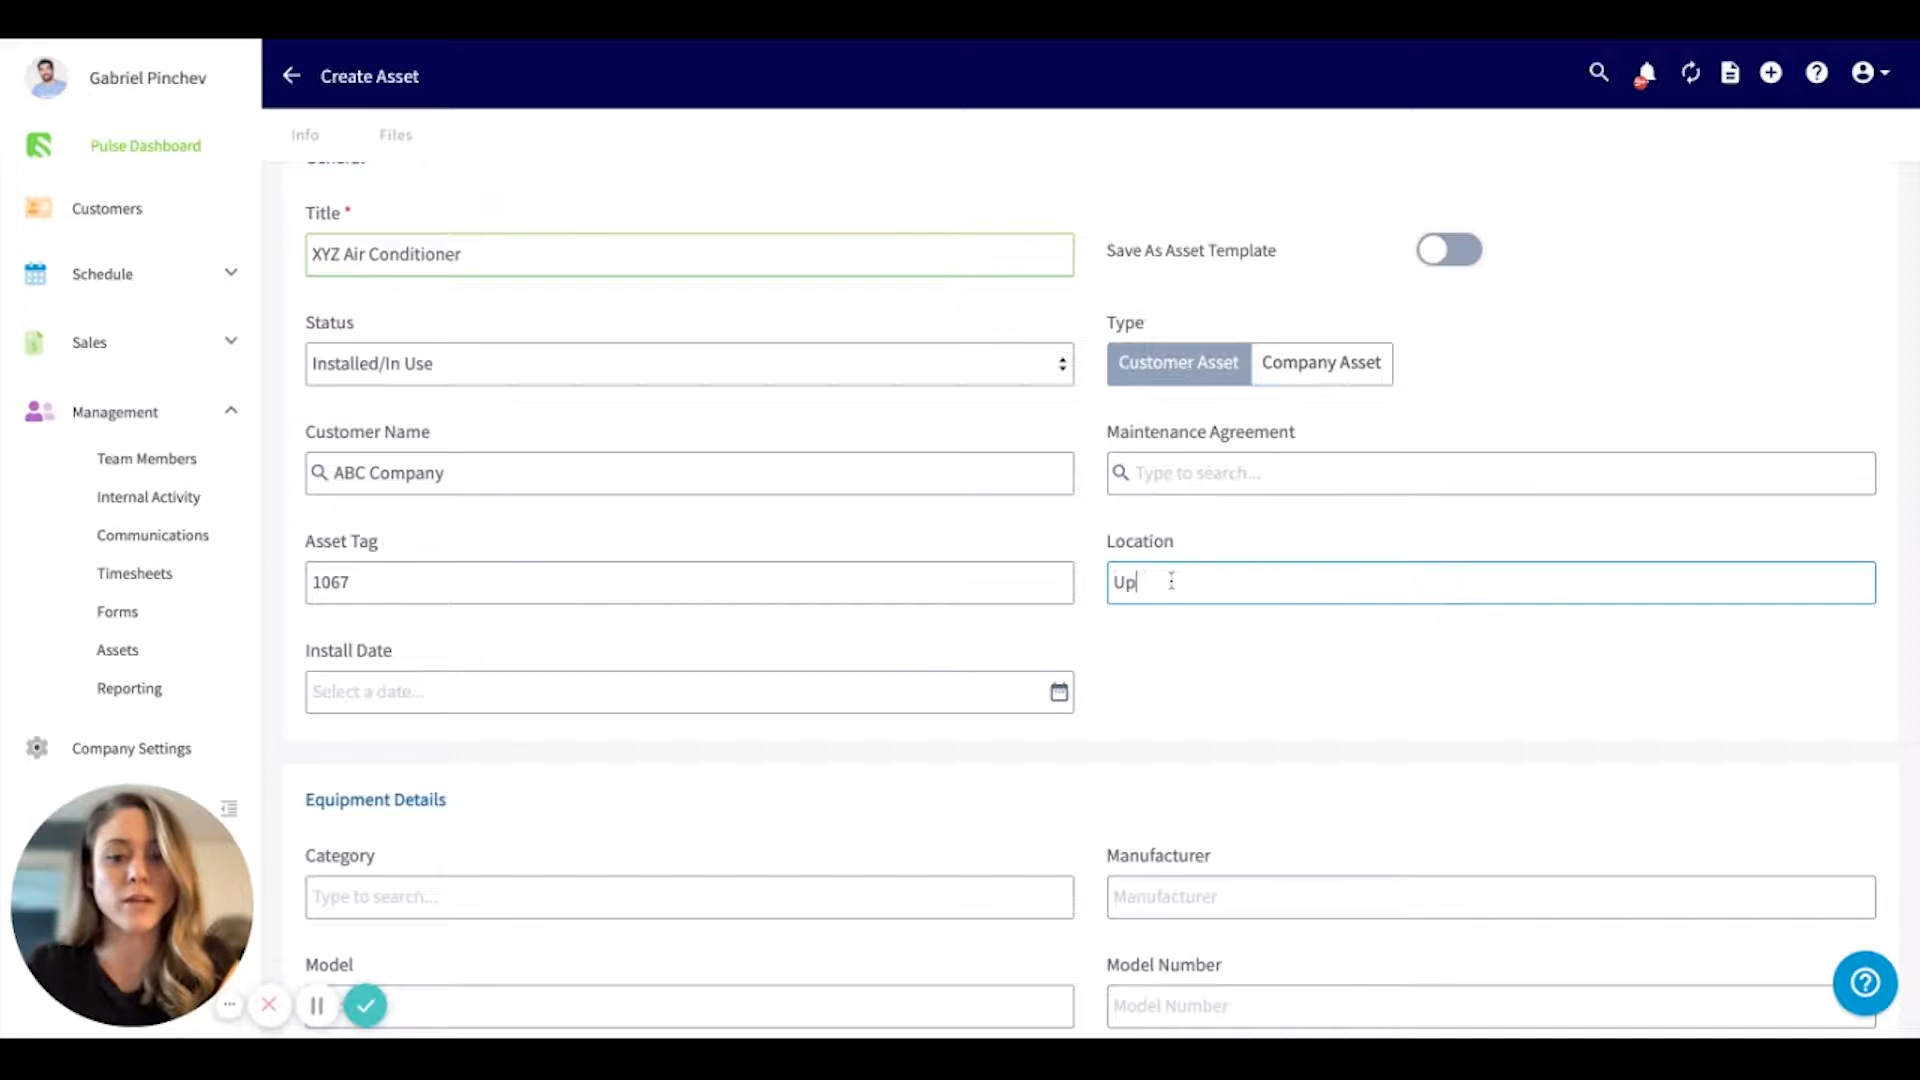 Gabriel Pinchev
Create Asset
Info
Files
Pulse Dashboard
Customers
Schedule
Sales
Management
Team Members
Internal Activity
Communications
Timesheets
Forms
Assets
Reporting
Company Settings
General
Title *
XYZ Air Conditioner
Save As Asset Template
Status
Installed/In Use
Type
Customer Asset
Company Asset
Customer Name
ABC Company
Maintenance Agreement
Type to search...
Asset Tag
1067
Location
Up
Install Date
Select a date...
Equipment Details
Category
Type to search...
Manufacturer
Manufacturer
Model
Model Number
Model Number